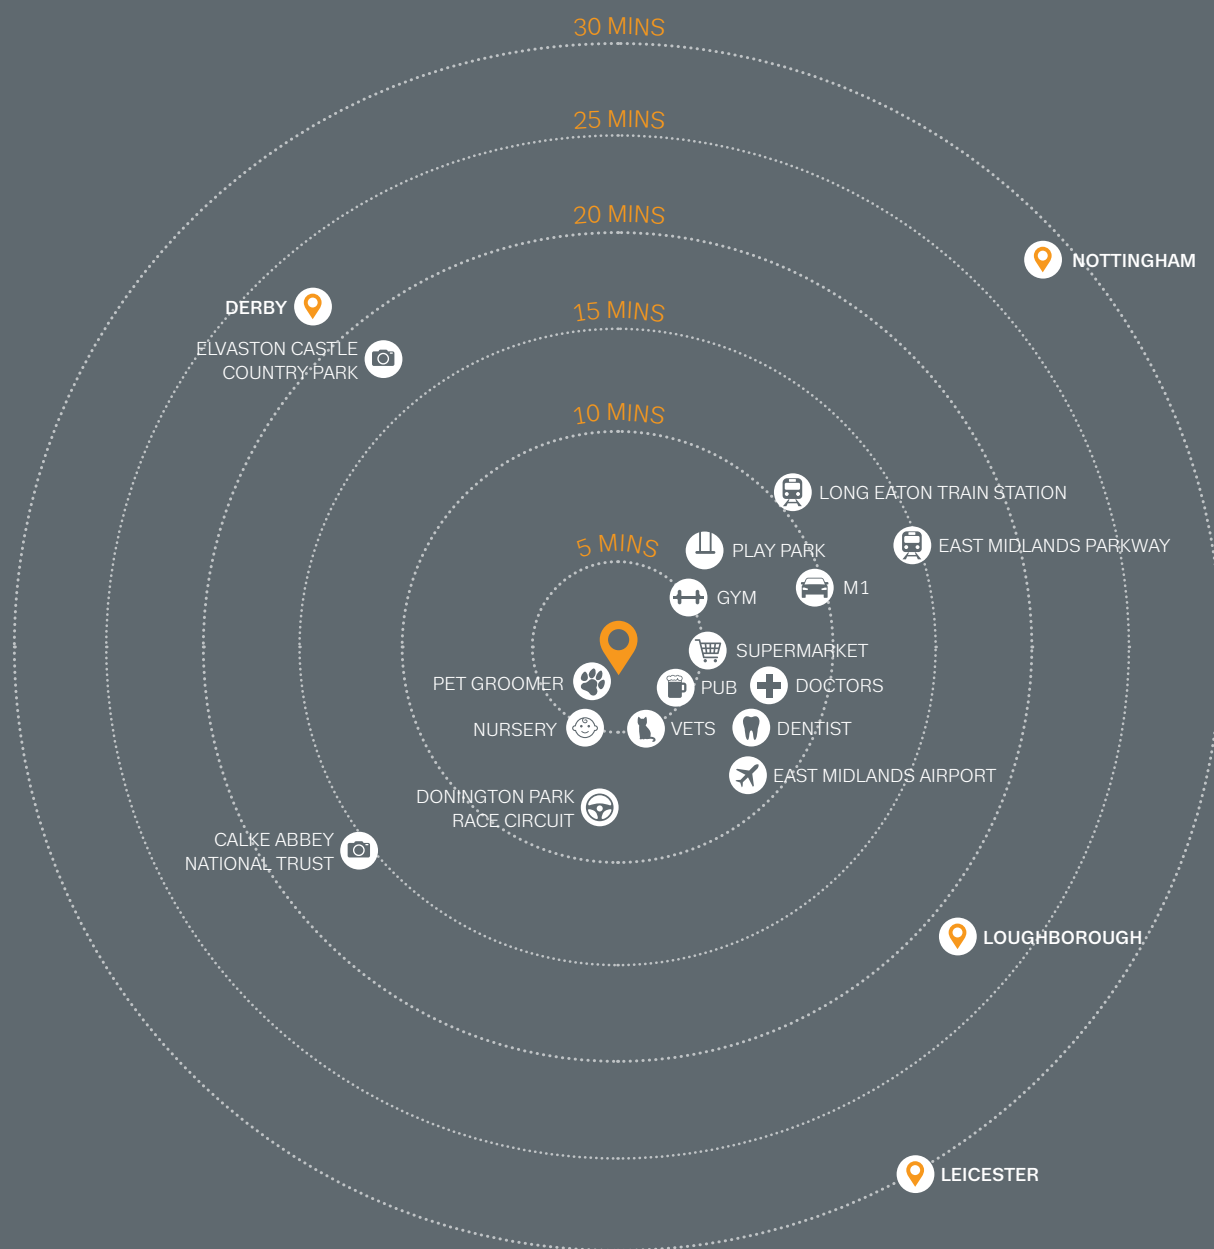 30 MINS
25 MINS
20 MINS
NOTTINGHAM
DERBY
15 MINS
ELVASTON CASTLE
COUNTRY PARK
10 MINS
LONG EATON TRAIN STATION
5 MINS
PLAY PARK
EAST MIDLANDS PARKWAY
M1
GYM
SUPERMARKET
PET GROOMER
PUB
DOCTORS
NURSERY
VETS
DENTIST
EAST MIDLANDS AIRPORT
DONINGTON PARK
RACE CIRCUIT
CALKE ABBEY
NATIONAL TRUST
LOUGHBOROUGH
LEICESTER